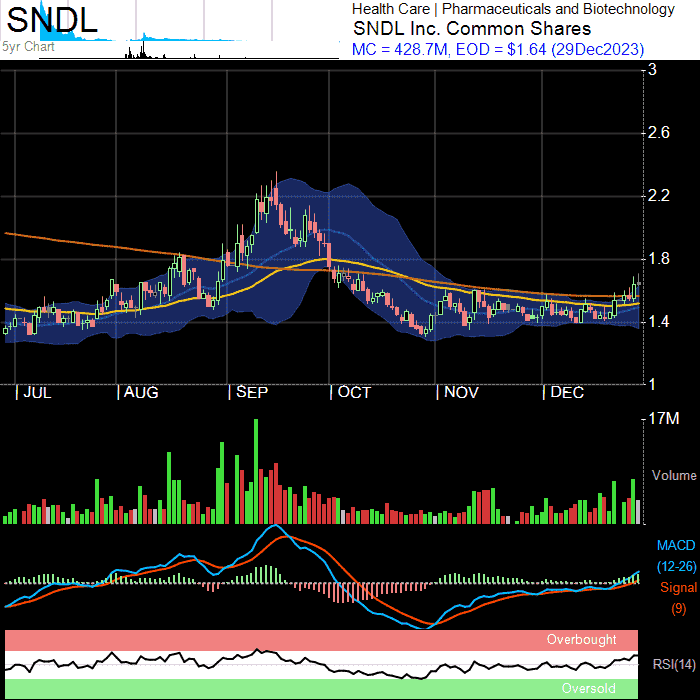 SNDL
5yr Chart
Health Care | Pharmaceuticals and Biotechnology
SNDL Inc. Common Shares
MC = 428.7M, EOD = $1.64 (29Dec2023)
3
2.6
2.2
1.8
1.4
1
JUL
AUG
SEP
OCT
NOV
DEC
17M
Volume
MACD
(12-26)
Signal
(9)
Overbought
RSI(14)
Oversold